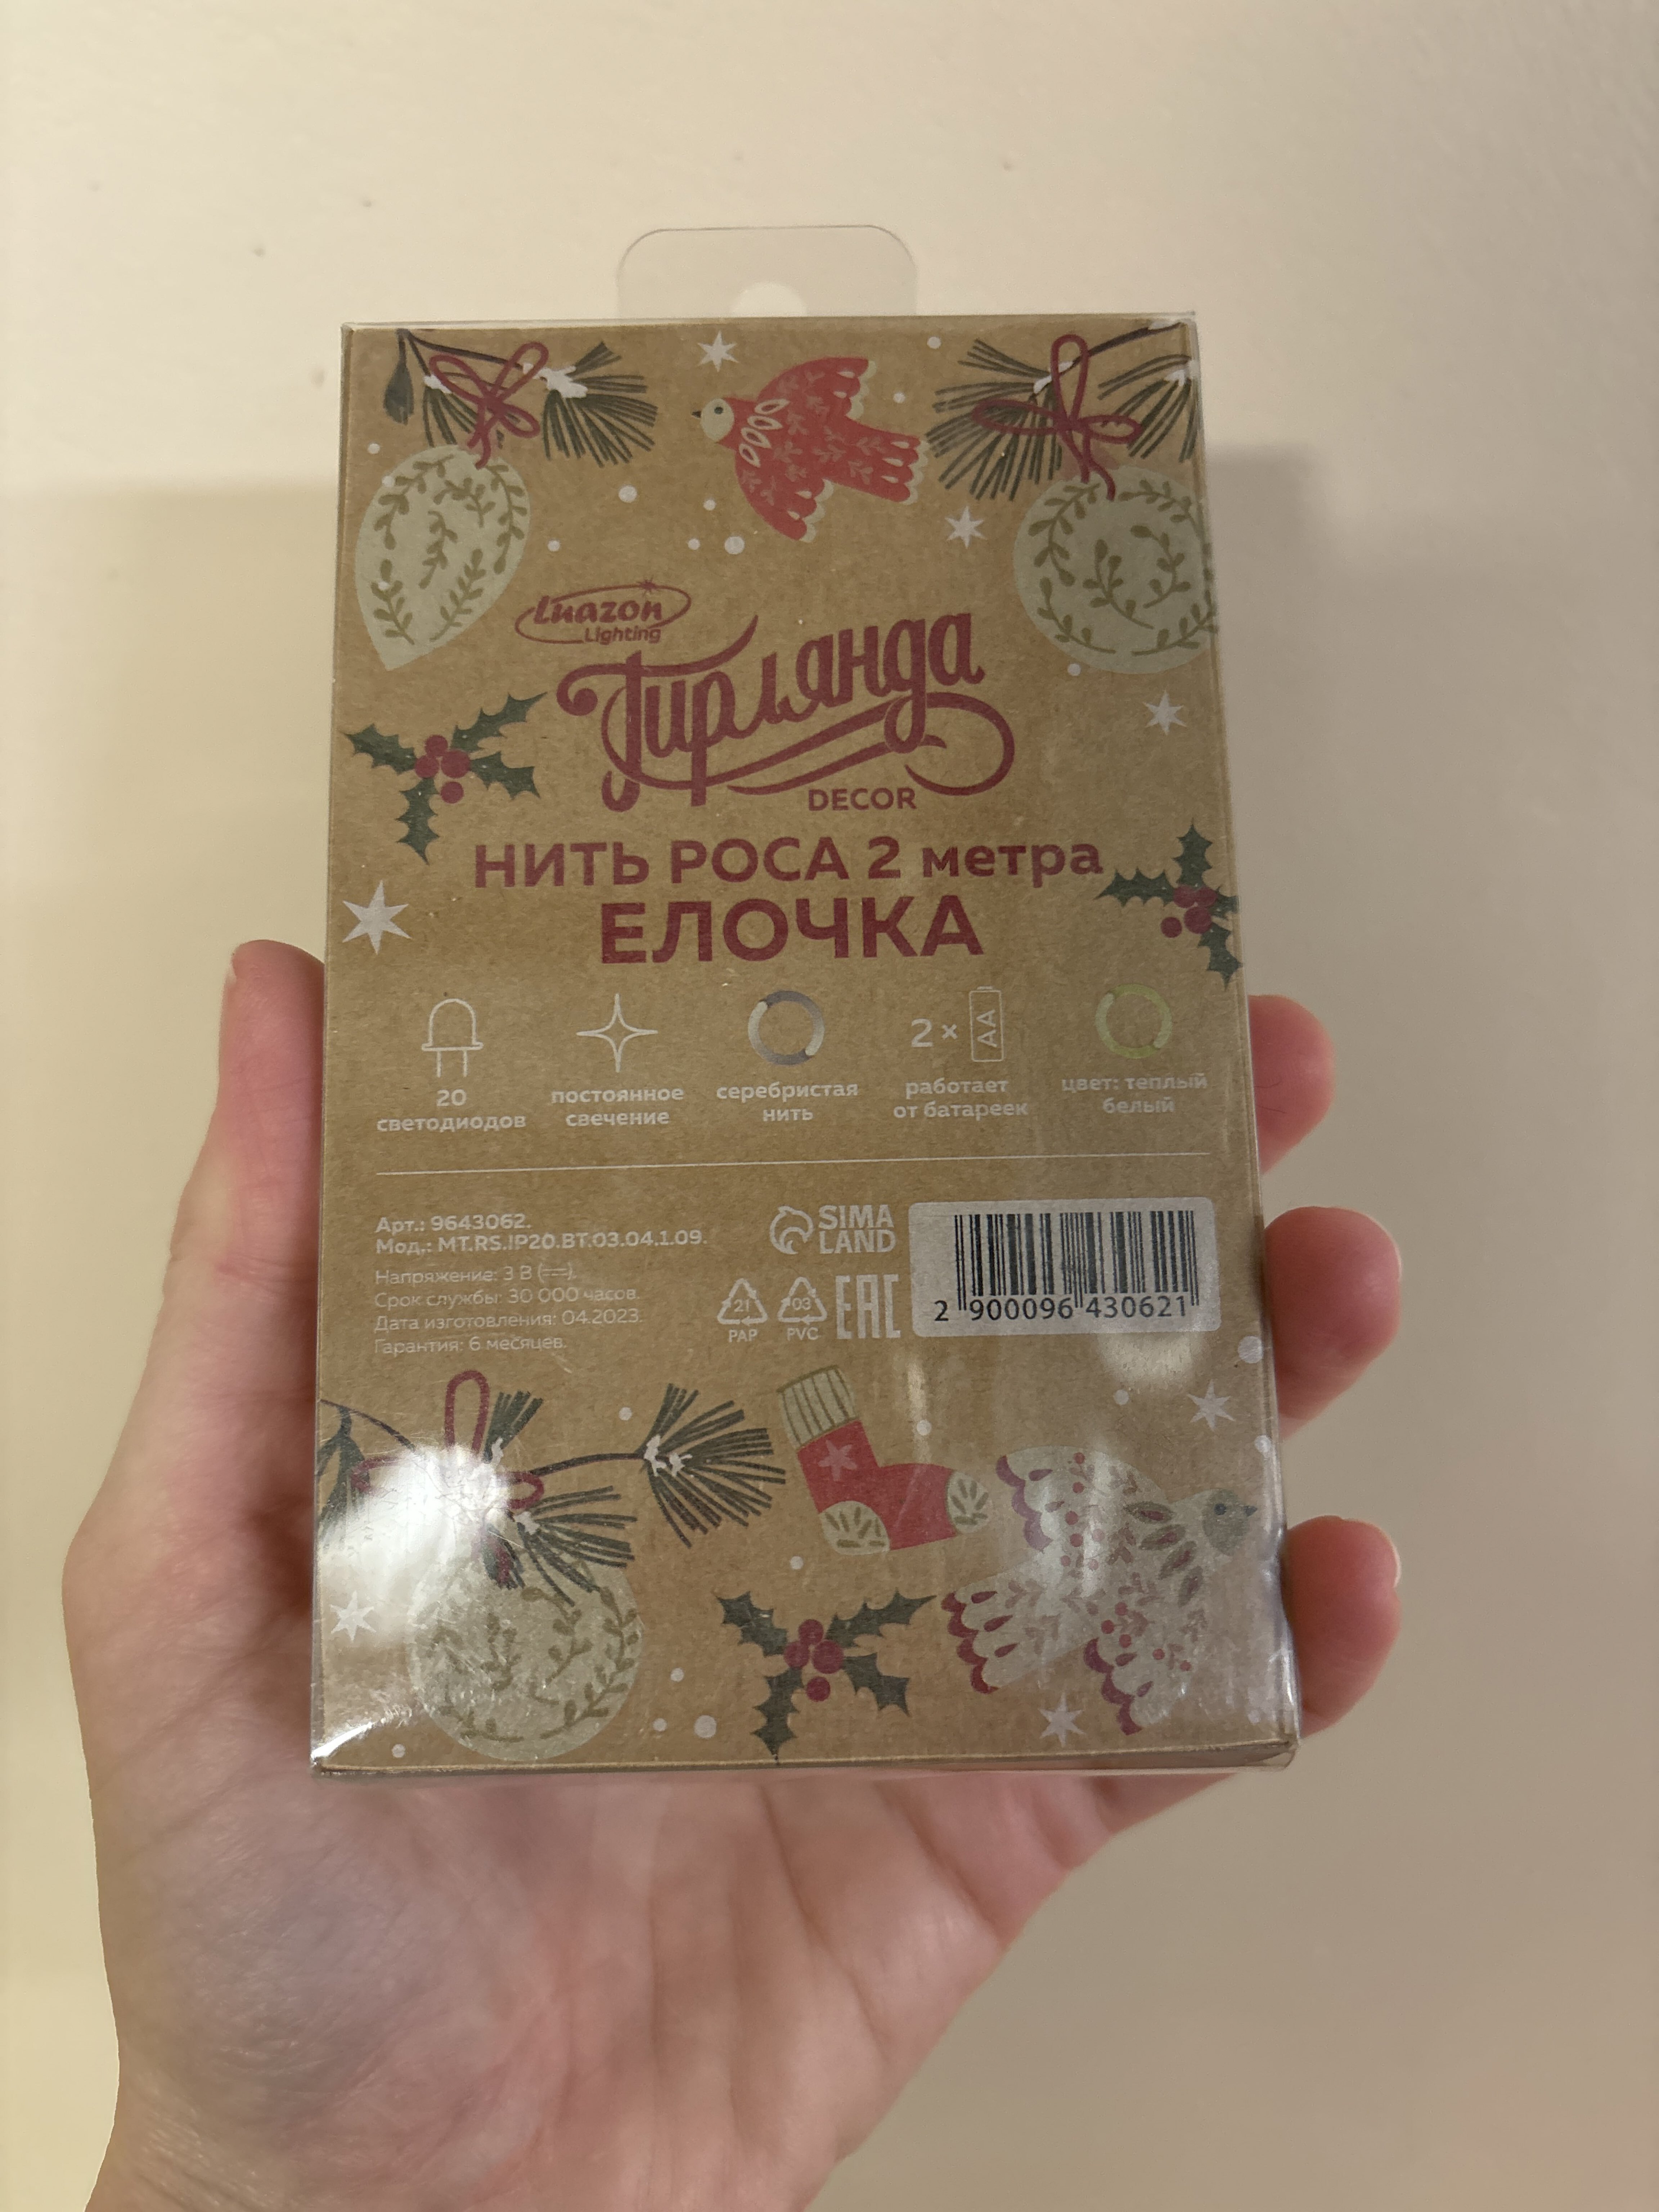 Luazon
Lighting
Гирлянда
DECOR
НИТЬ РОСА 2 метра
ЕЛОЧКА
20
светодиодов
постоянное
свечение
серебристая
нить
2 × AA
работает
от батареек
цвет: теплый
белый
Арт.: 9643062.
Мод.: MT.RS.IP20.BT.03.04.1.09.
Напряжение: 3 В (⎓).
Срок службы: 30 000 часов.
Дата изготовления: 04.2023.
Гарантия: 6 месяцев.
SIMA
LAND
21
PAP
03
PVC
EAC
2 900096 430621